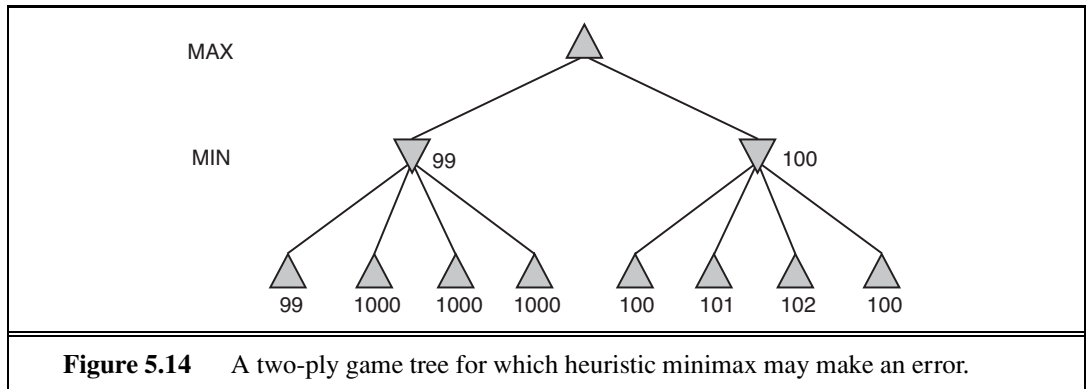 MAX
MIN
99
100
99 1000 1000 1000 100 101 102 100
Figure 5.14 A two-ply game tree for which heuristic minimax may make an error.